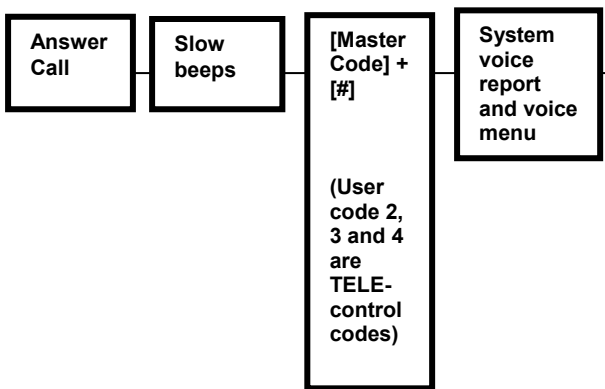 Answer
Call
Slow
beeps
[Master
Code] +
[#]
(User
code 2,
3 and 4
are
TELE-
control
codes)
System
voice
report
and voice
menu